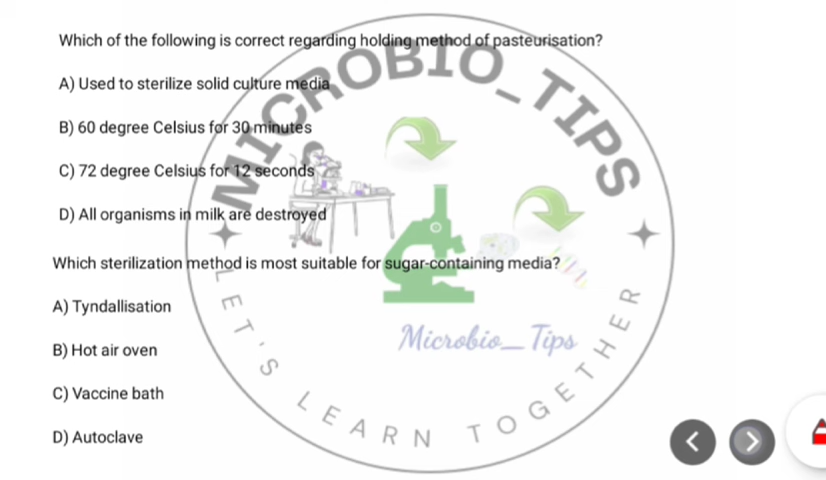 Which of the following is correct regarding holding method of pasteurisation?
A) Used to sterilize solid culture media
B) 60 degree Celsius for 30 minutes
C) 72 degree Celsius for 12 seconds
D) All organisms in milk are destroyed
Which sterilization method is most suitable for sugar-containing media?
A) Tyndallisation
B) Hot air oven
C) Vaccine bath
D) Autoclave
MICROBIO_TIPS
Microbio_Tips
LET'S LEARN TOGETHER